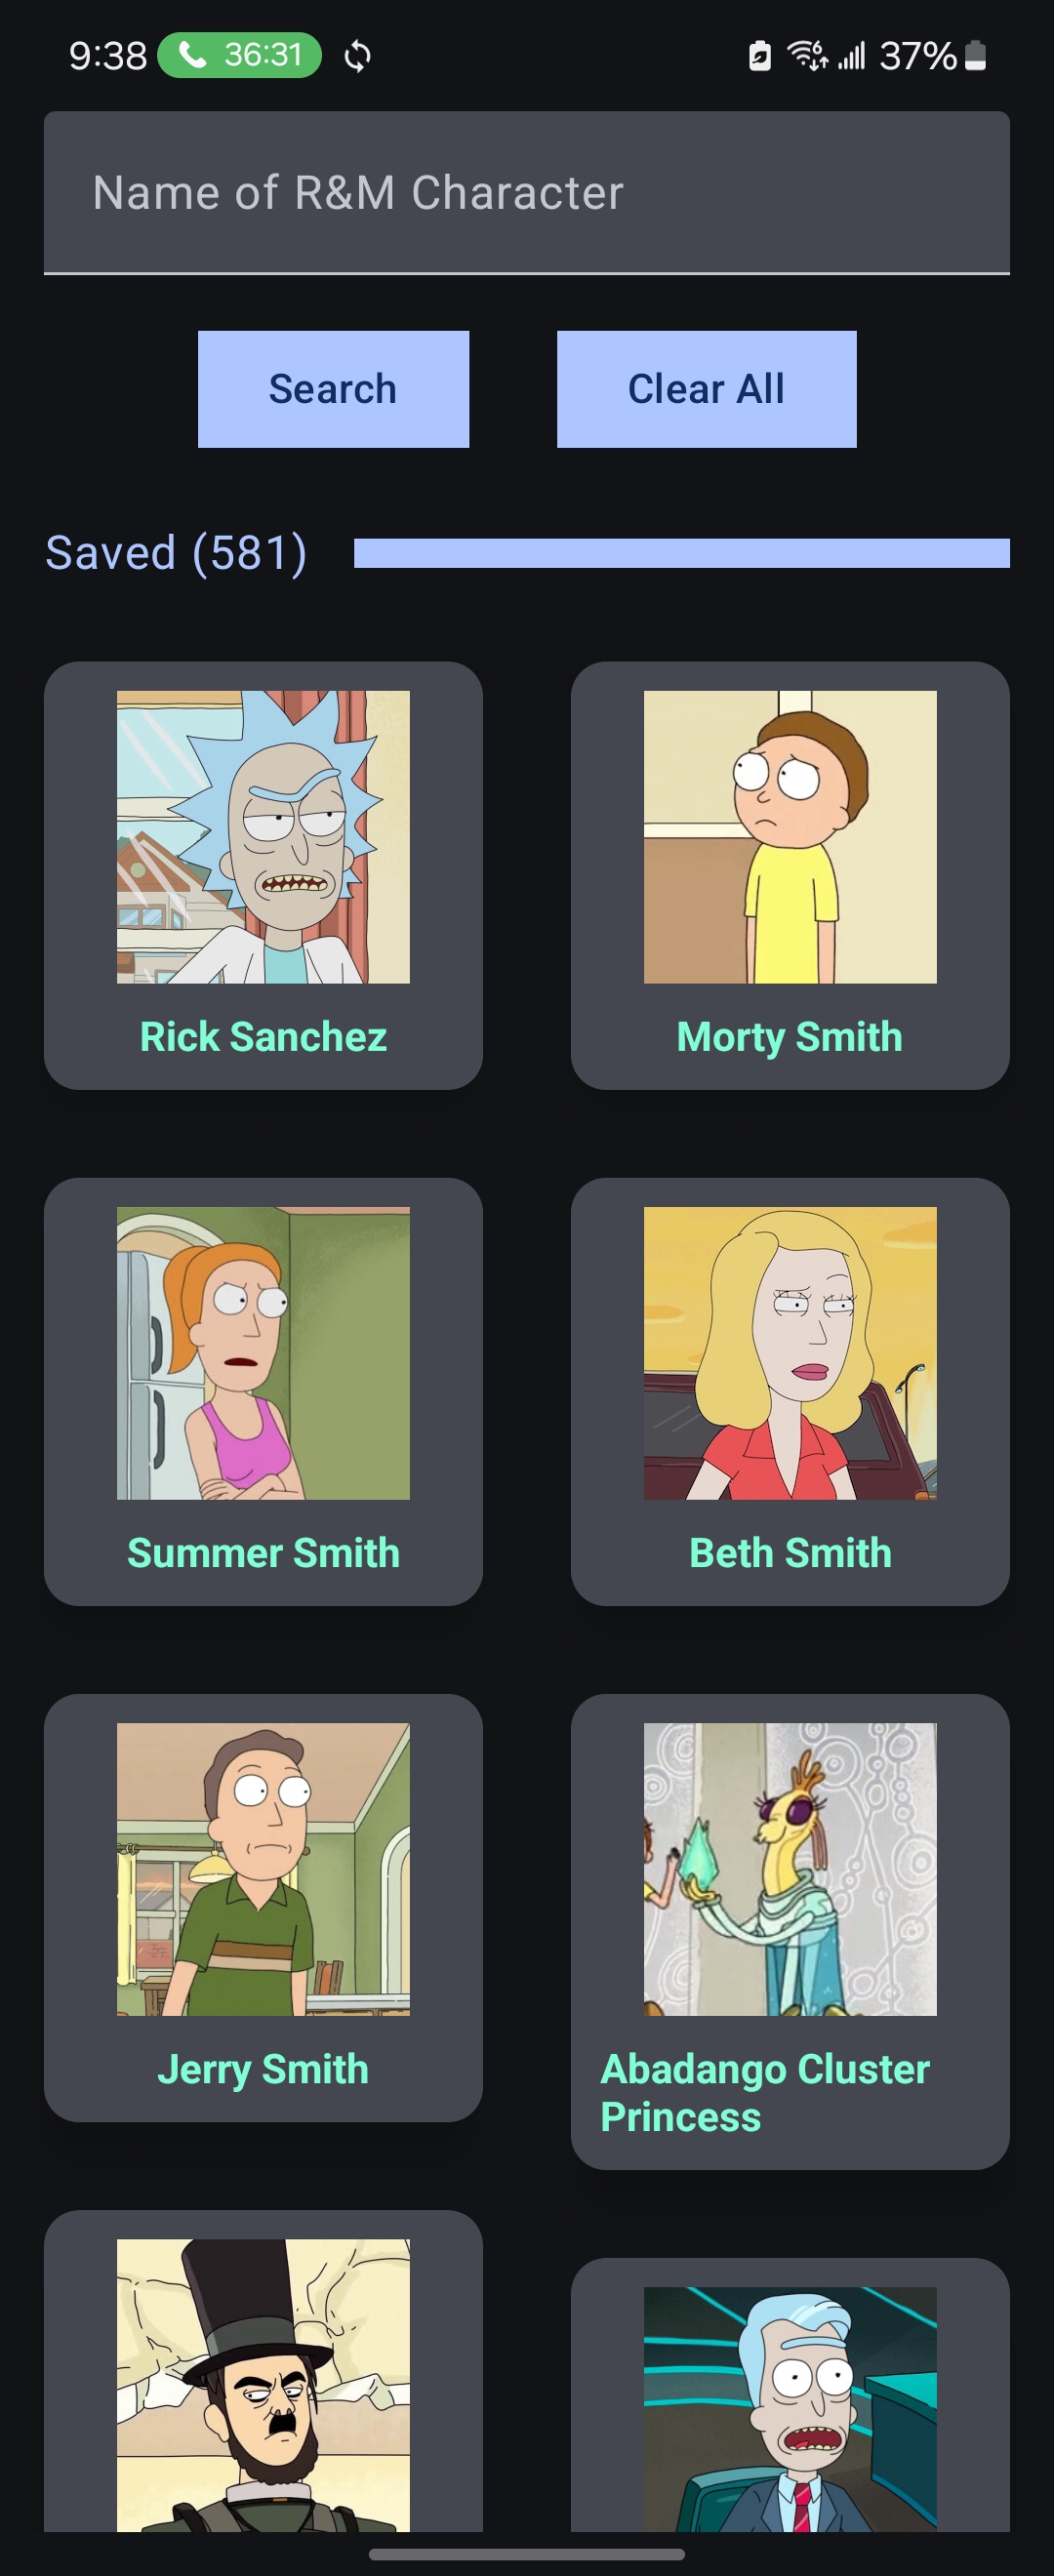 9:38 36:31 37%
Name of R&M Character
Search Clear All
Saved (581)
Rick Sanchez Morty Smith
Summer Smith Beth Smith
Jerry Smith Abadango Cluster
Princess